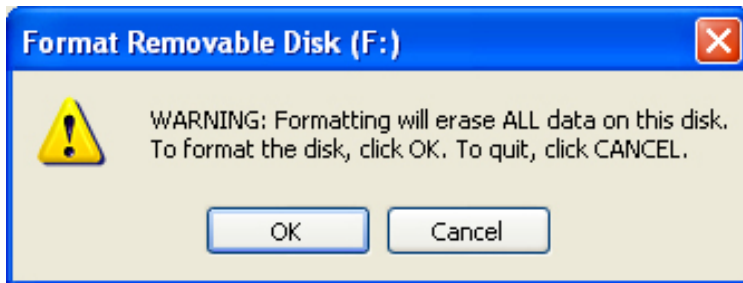 Format Removable Disk (F:)
WARNING: Formatting will erase ALL data on this disk.
To format the disk, click OK. To quit, click CANCEL.
OK
Cancel